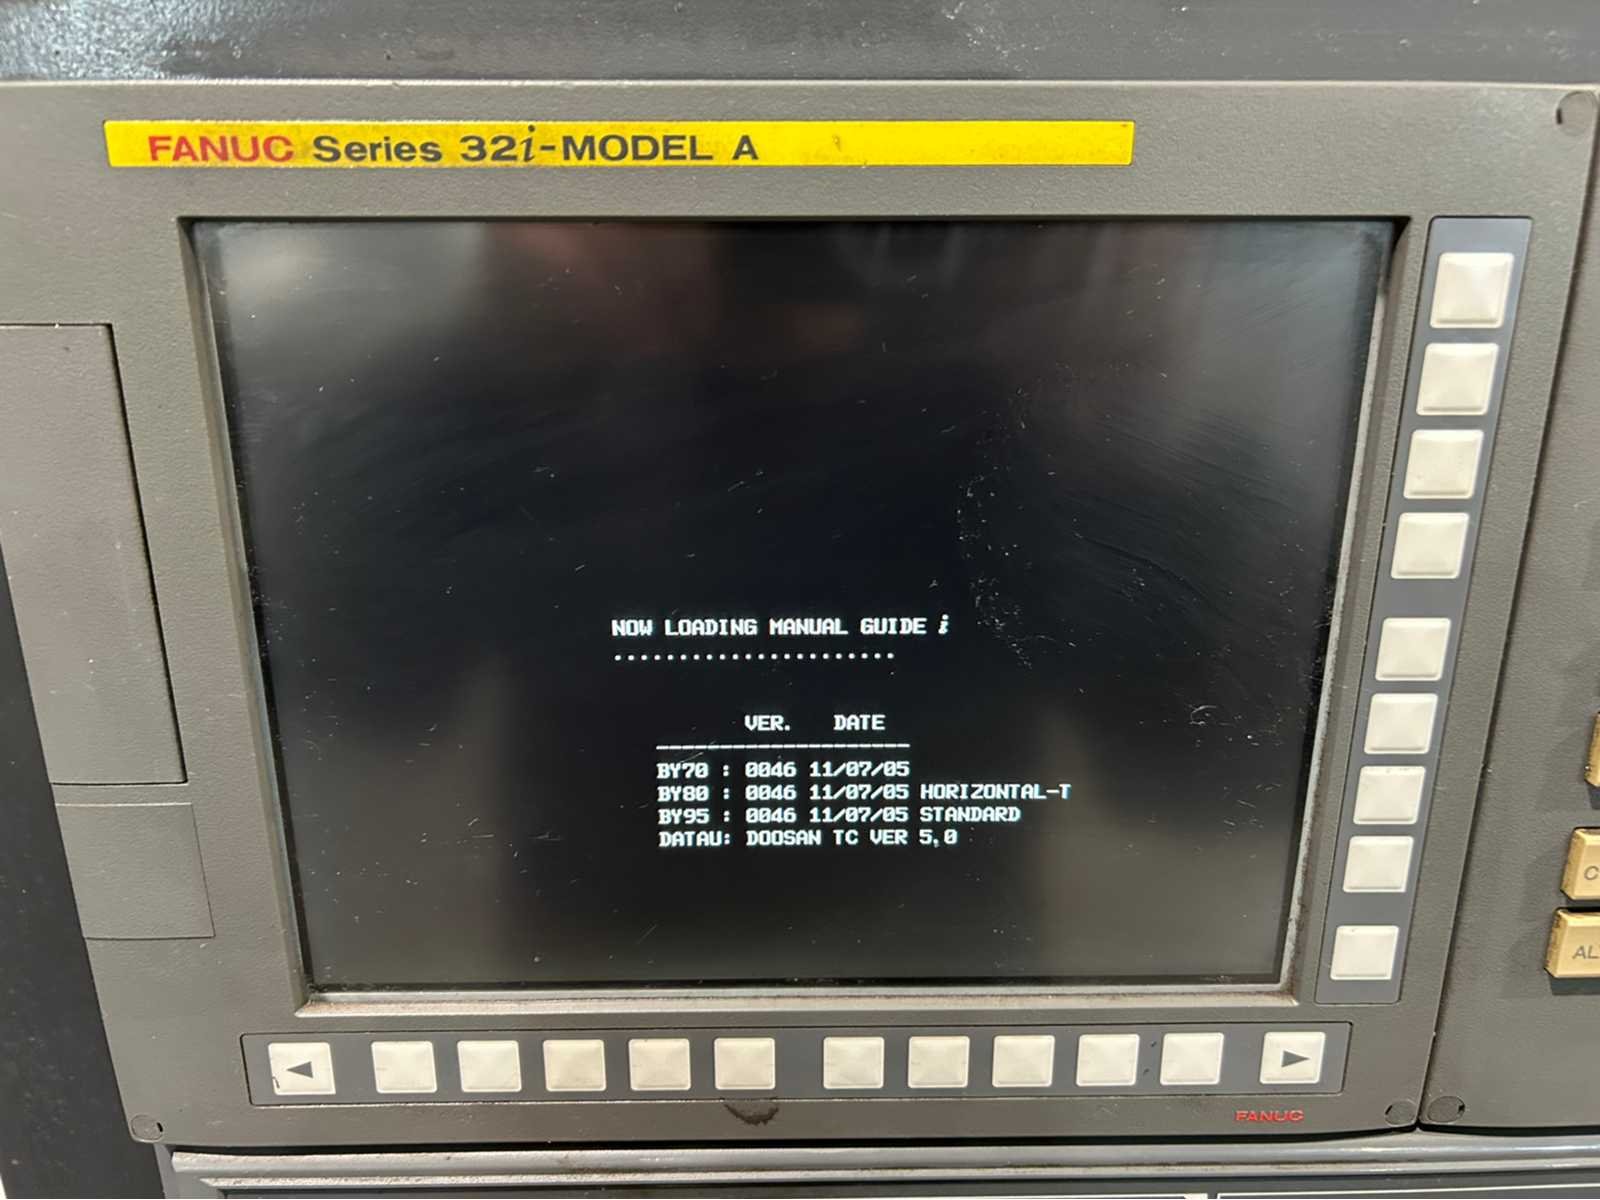 FANUC Series 32i-MODEL A
NOW LOADING MANUAL GUIDE i
......................
VER. DATE
--------------------
BY70 : 0046 11/07/05
BY80 : 0046 11/07/05 HORIZONTAL-T
BY95 : 0046 11/07/05 STANDARD
DATAU: DOOSAN TC VER 5.0
◄ ►
FANUC